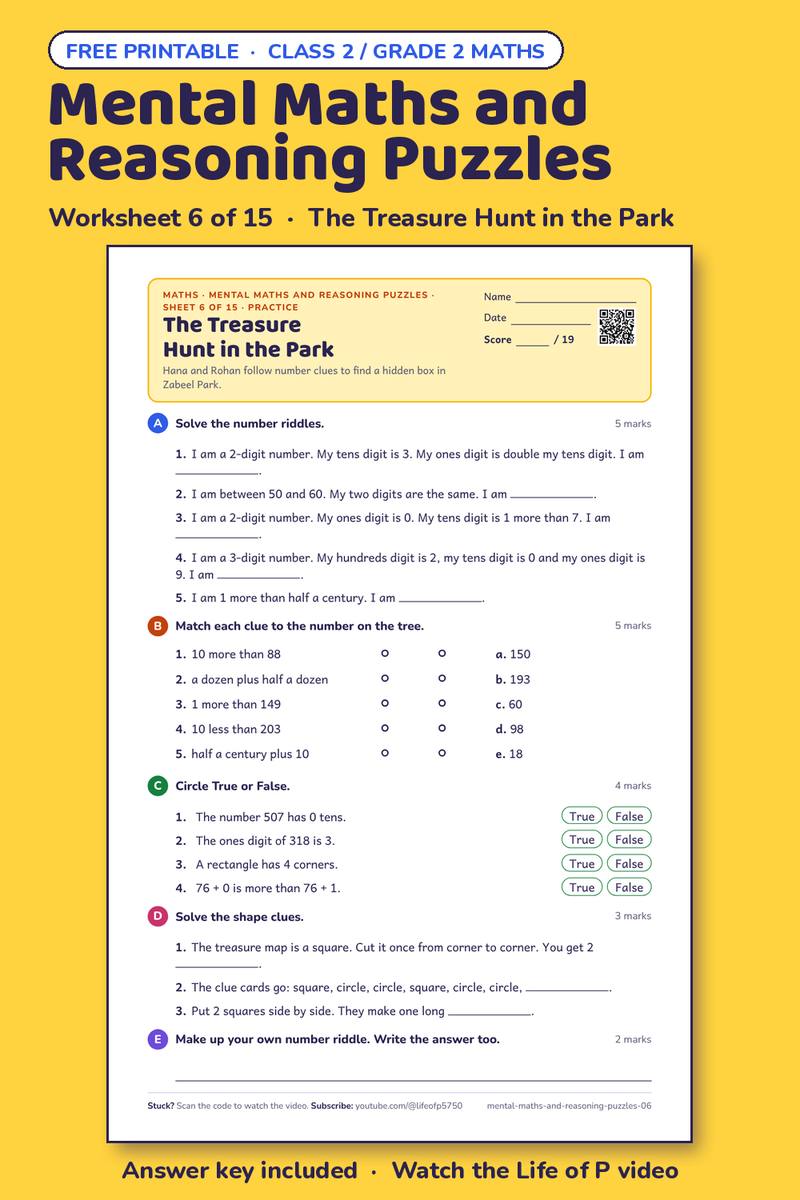 FREE PRINTABLE · CLASS 2 / GRADE 2 MATHS
Mental Maths and
Reasoning Puzzles
Worksheet 6 of 15 · The Treasure Hunt in the Park
MATHS · MENTAL MATHS AND REASONING PUZZLES ·
SHEET 6 OF 15 · PRACTICE
The Treasure
Hunt in the Park
Hana and Rohan follow number clues to find a hidden box in
Zabeel Park.
Name ____________
Date ____________
Score ______ / 19
A Solve the number riddles. 5 marks
1. I am a 2-digit number. My tens digit is 3. My ones digit is double my tens digit. I am
____________.
2. I am between 50 and 60. My two digits are the same. I am ____________.
3. I am a 2-digit number. My ones digit is 0. My tens digit is 1 more than 7. I am
____________.
4. I am a 3-digit number. My hundreds digit is 2, my tens digit is 0 and my ones digit is
9. I am ____________.
5. I am 1 more than half a century. I am ____________.
B Match each clue to the number on the tree. 5 marks
1. 10 more than 88 a. 150
2. a dozen plus half a dozen b. 193
3. 1 more than 149 c. 60
4. 10 less than 203 d. 98
5. half a century plus 10 e. 18
C Circle True or False. 4 marks
1. The number 507 has 0 tens. True False
2. The ones digit of 318 is 3. True False
3. A rectangle has 4 corners. True False
4. 76 + 0 is more than 76 + 1. True False
D Solve the shape clues. 3 marks
1. The treasure map is a square. Cut it once from corner to corner. You get 2
____________.
2. The clue cards go: square, circle, circle, square, circle, circle, ____________.
3. Put 2 squares side by side. They make one long ____________.
E Make up your own number riddle. Write the answer too. 2 marks
Stuck? Scan the code to watch the video. Subscribe: youtube.com/@lifeofp5750 mental-maths-and-reasoning-puzzles-06
Answer key included · Watch the Life of P video